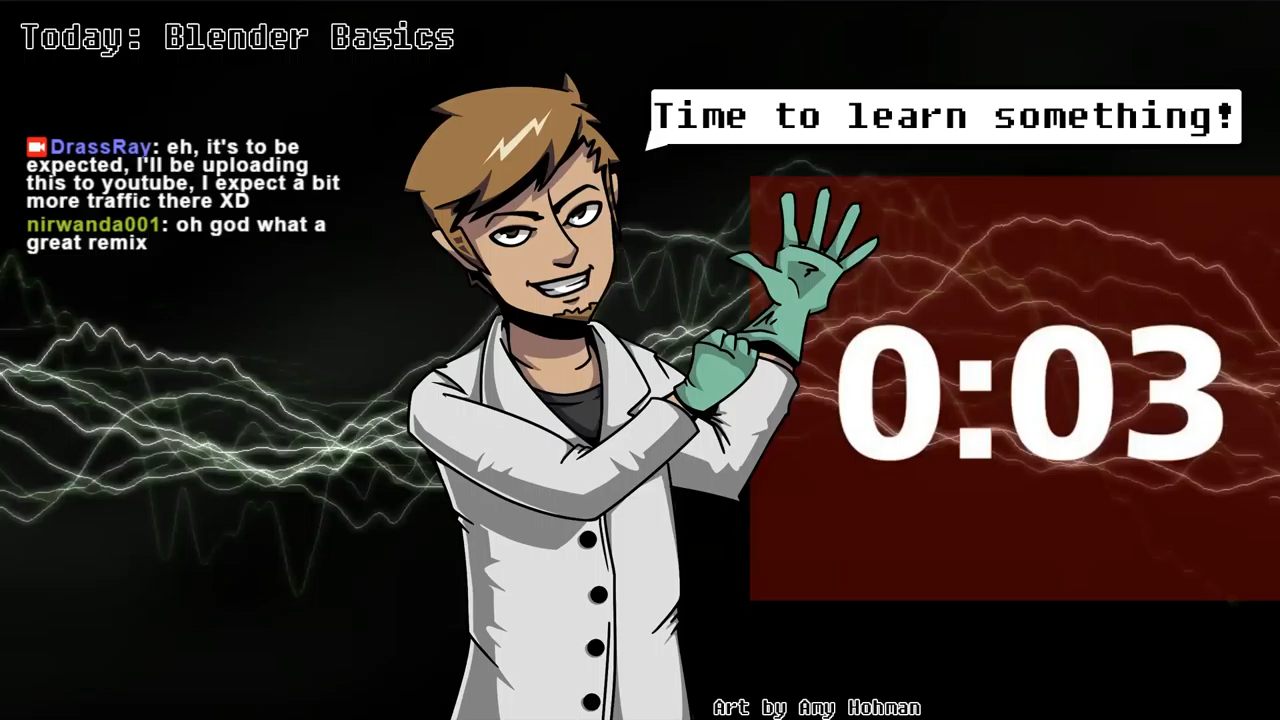 Today: Blender Basics
Time to learn something!
DrassRay: eh, it's to be
expected, I'll be uploading
this to youtube, I expect a bit
more traffic there XD
nirwanda001: oh god what a
great remix
0:03
Art by Amy Hohman